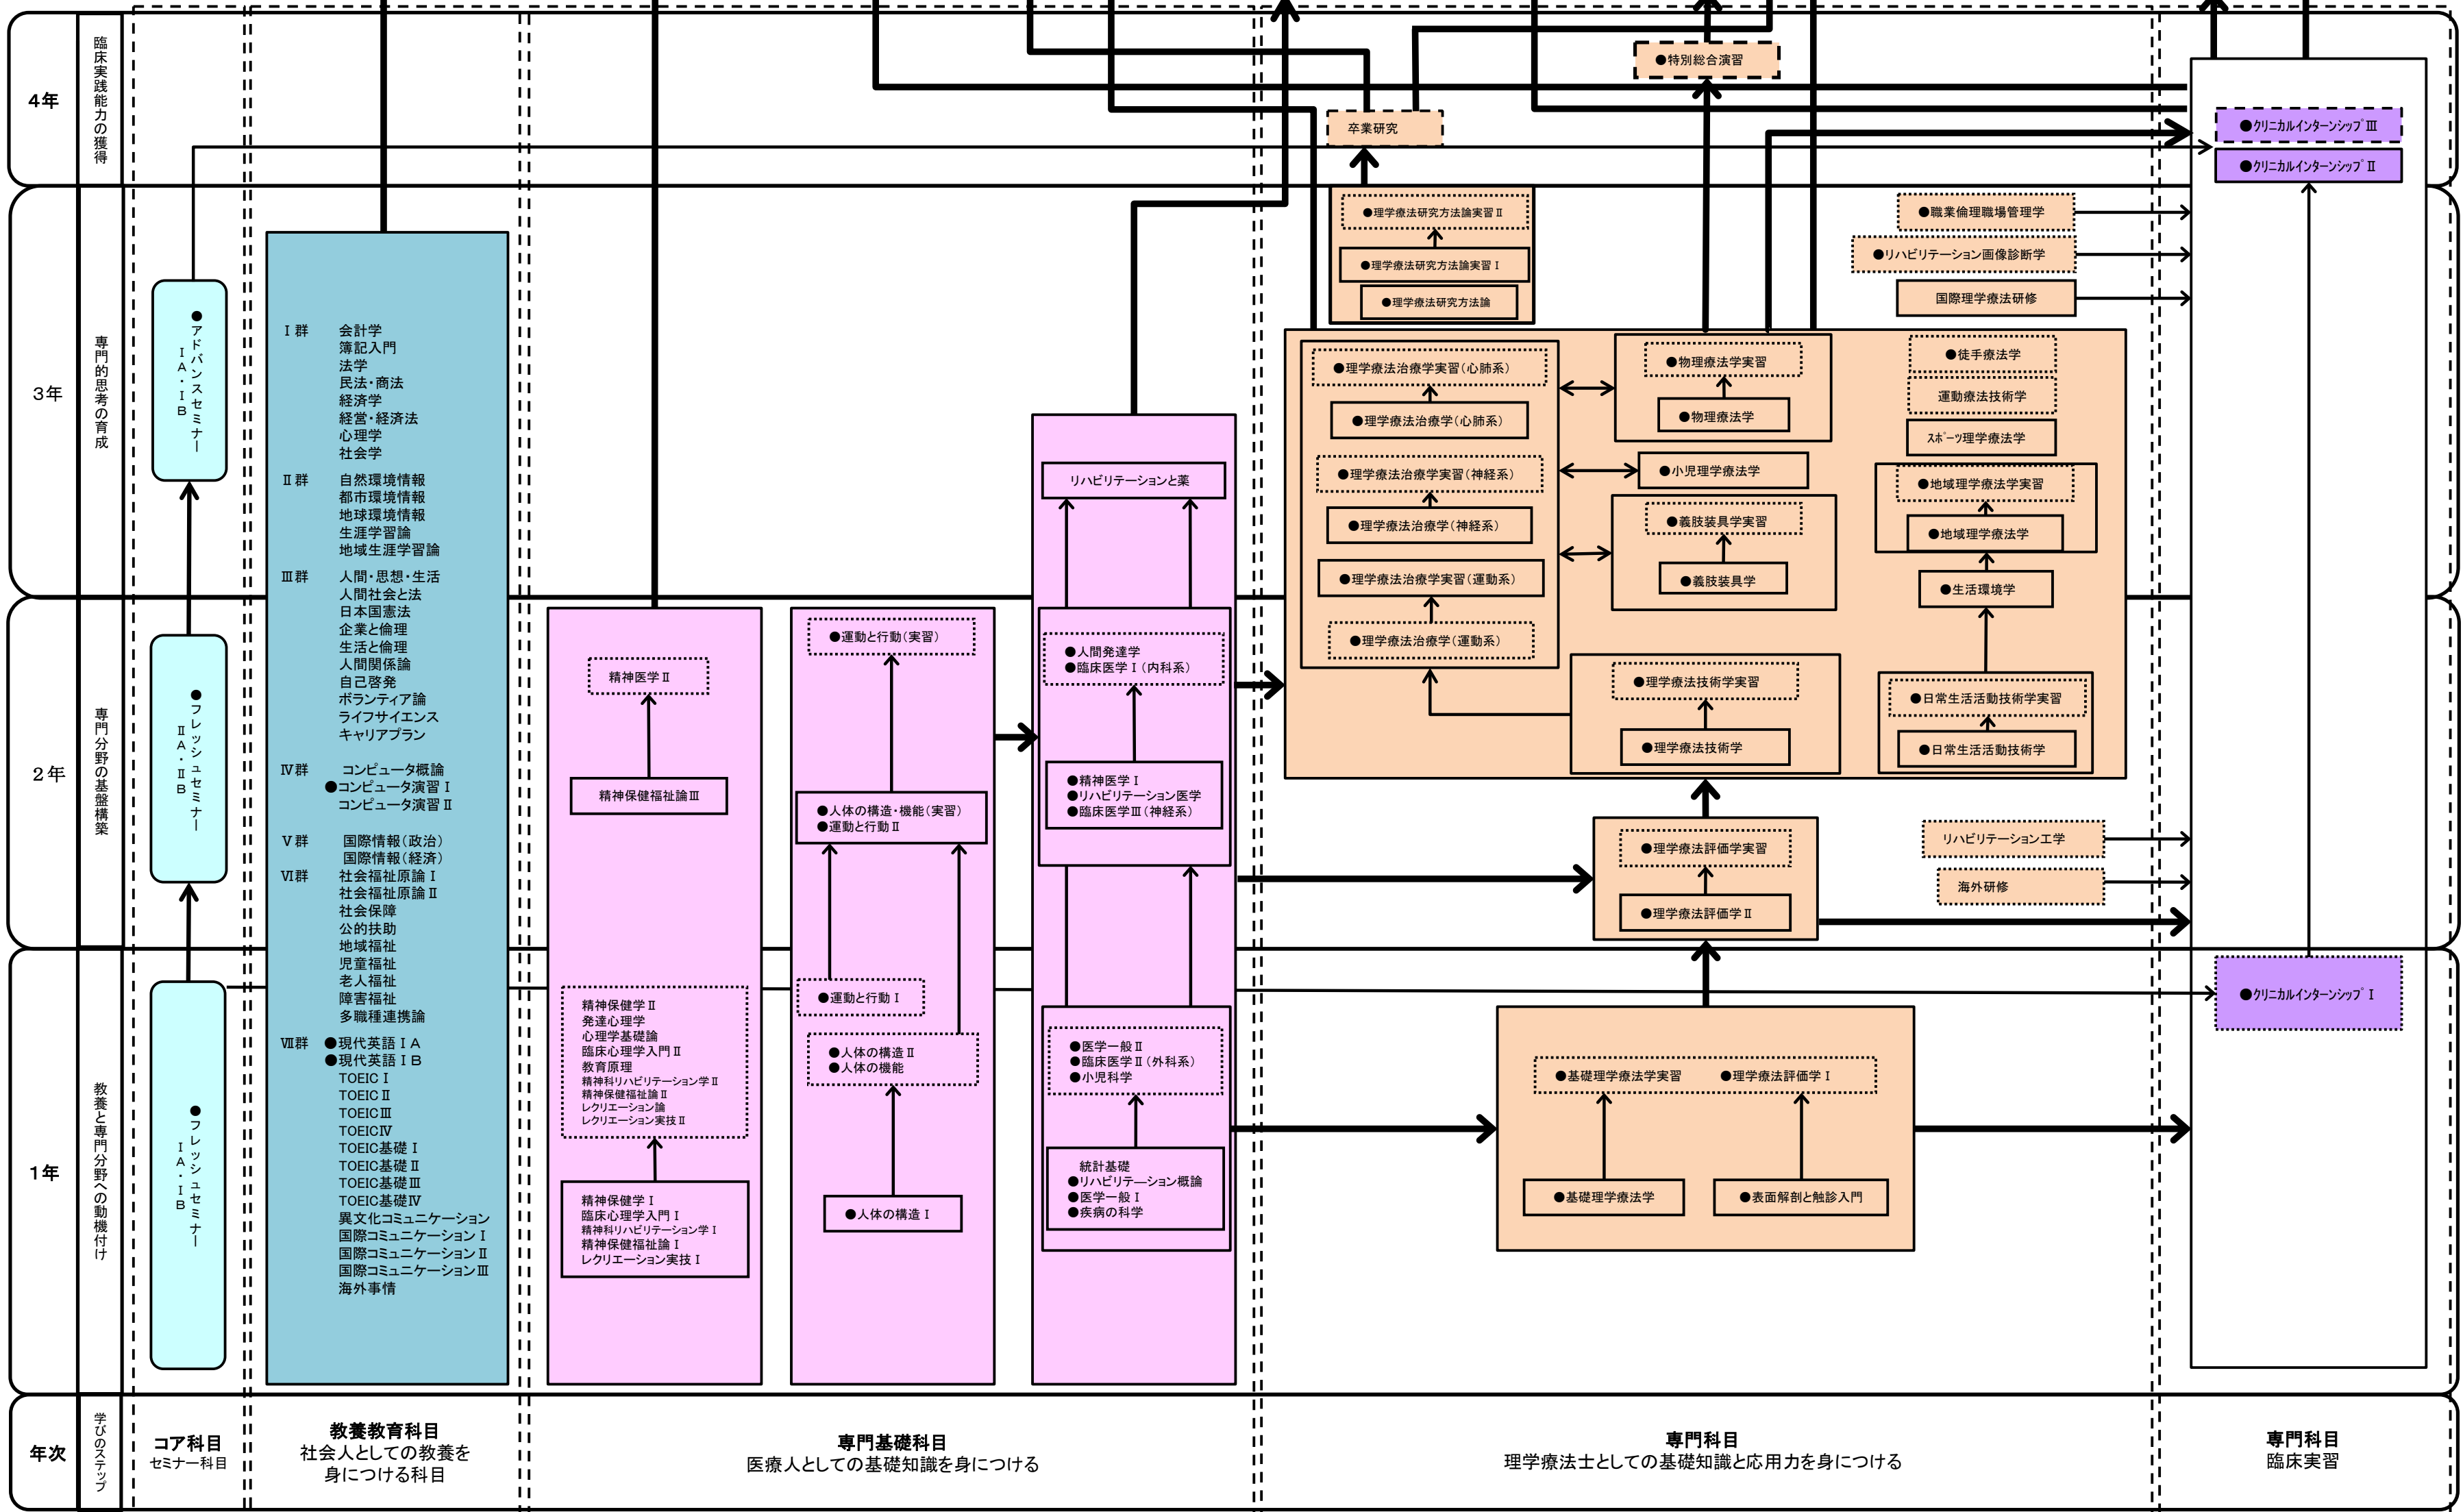 4年
臨床実践能力の獲得
●特別総合演習
卒業研究
●クリニカルインターンシップⅢ
●クリニカルインターンシップⅡ
3年
専門的思考の育成
●アドバンスセミナー
ⅠA・ⅠB
2年
専門分野の基盤構築
●フレッシュセミナー
ⅡA・ⅡB
1年
教養と専門分野への動機付け
●フレッシュセミナー
ⅠA・ⅠB
Ⅰ群 会計学
簿記入門
法学
民法・商法
経済学
経営・経済法
心理学
社会学
Ⅱ群 自然環境情報
都市環境情報
地球環境情報
生涯学習論
地域生涯学習論
Ⅲ群 人間・思想・生活
人間社会と法
日本国憲法
企業と倫理
生活と倫理
人間関係論
自己啓発
ボランティア論
ライフサイエンス
キャリアプラン
Ⅳ群 コンピュータ概論
●コンピュータ演習Ⅰ
コンピュータ演習Ⅱ
Ⅴ群 国際情報(政治)
国際情報(経済)
Ⅵ群 社会福祉原論Ⅰ
社会福祉原論Ⅱ
社会保障
公的扶助
地域福祉
児童福祉
老人福祉
障害福祉
多職種連携論
Ⅶ群 ●現代英語ⅠA
●現代英語ⅠB
TOEICⅠ
TOEICⅡ
TOEICⅢ
TOEICⅣ
TOEIC基礎Ⅰ
TOEIC基礎Ⅱ
TOEIC基礎Ⅲ
TOEIC基礎Ⅳ
異文化コミュニケーション
国際コミュニケーションⅠ
国際コミュニケーションⅡ
国際コミュニケーションⅢ
海外事情
精神医学Ⅱ
精神保健福祉論Ⅲ
精神保健学Ⅱ
発達心理学
心理学基礎論
臨床心理学入門Ⅱ
教育原理
精神科リハビリテーション学Ⅱ
精神保健福祉論Ⅱ
レクリエーション論
レクリエーション実技Ⅱ
精神保健学Ⅰ
臨床心理学入門Ⅰ
精神科リハビリテーション学Ⅰ
精神保健福祉論Ⅰ
レクリエーション実技Ⅰ
●運動と行動(実習)
●人体の構造・機能(実習)
●運動と行動Ⅱ
●運動と行動Ⅰ
●人体の構造Ⅱ
●人体の機能
●人体の構造Ⅰ
リハビリテーションと薬
●人間発達学
●臨床医学Ⅰ(内科系)
●精神医学Ⅰ
●リハビリテーション医学
●臨床医学Ⅲ(神経系)
●医学一般Ⅱ
●臨床医学Ⅱ(外科系)
●小児科学
統計基礎
●リハビリテーション概論
●医学一般Ⅰ
●疾病の科学
●理学療法研究方法論実習Ⅱ
●理学療法研究方法論実習Ⅰ
●理学療法研究方法論
●職業倫理職場管理学
●リハビリテーション画像診断学
国際理学療法研修
●理学療法治療学実習(心肺系)
●理学療法治療学(心肺系)
●理学療法治療学実習(神経系)
●理学療法治療学(神経系)
●理学療法治療学実習(運動系)
●理学療法治療学(運動系)
●物理療法学実習
●物理療法学
●小児理学療法学
●義肢装具学実習
●義肢装具学
●理学療法技術学実習
●理学療法技術学
●徒手療法学
運動療法技術学
スポーツ理学療法学
●地域理学療法学実習
●地域理学療法学
●生活環境学
●日常生活活動技術学実習
●日常生活活動技術学
●理学療法評価学実習
●理学療法評価学Ⅱ
リハビリテーション工学
海外研修
●クリニカルインターンシップⅠ
●基礎理学療法学実習 ●理学療法評価学Ⅰ
●基礎理学療法学
●表面解剖と触診入門
年次
学びのステップ
コア科目
セミナー科目
教養教育科目
社会人としての教養を
身につける科目
専門基礎科目
医療人としての基礎知識を身につける
専門科目
理学療法士としての基礎知識と応用力を身につける
専門科目
臨床実習